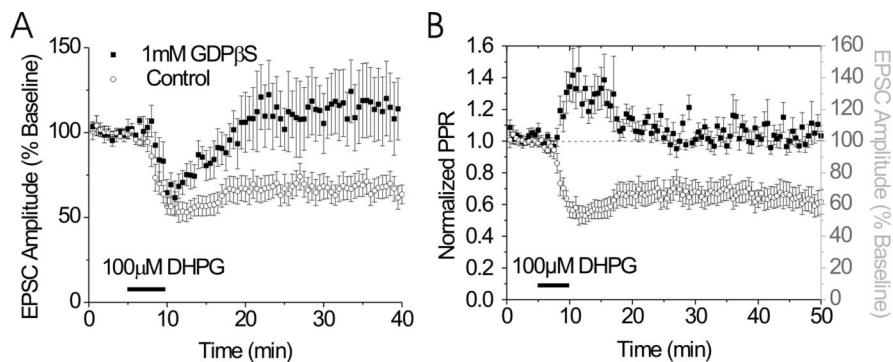 A
EPSC Amplitude (% Baseline)
150
100
50
0
1mM GDPβS
Control
100μM DHPG
0 10 20 30 40
Time (min)
B
Normalized PPR
1.6
1.4
1.2
1.0
0.8
0.6
0.4
0.2
0.0
100μM DHPG
0 10 20 30 40 50
Time (min)
160
140
120
100
80
60
40
20
0
EPSC Amplitude
(% Baseline)